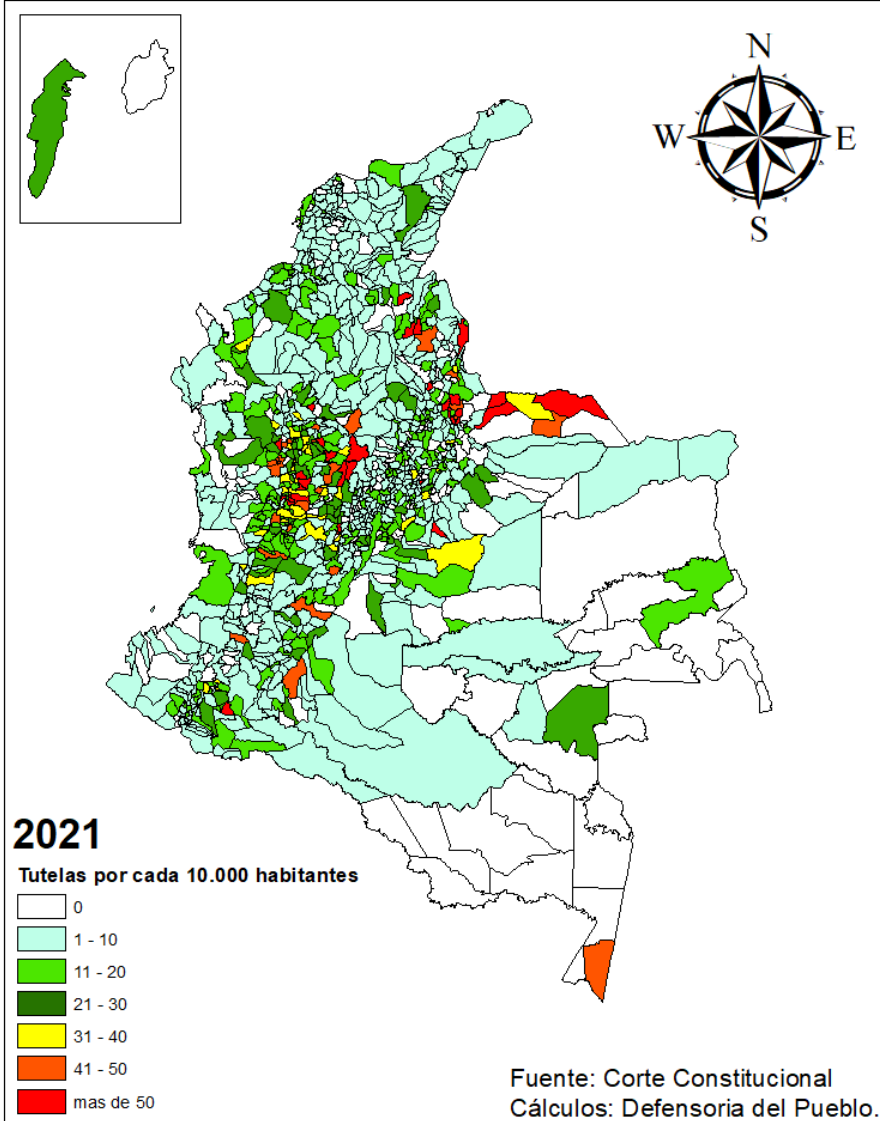 N
W
E
S
2021
Tutelas por cada 10.000 habitantes
0
1 - 10
11 - 20
21 - 30
31 - 40
41 - 50
mas de 50
Fuente: Corte Constitucional
Cálculos: Defensoria del Pueblo.